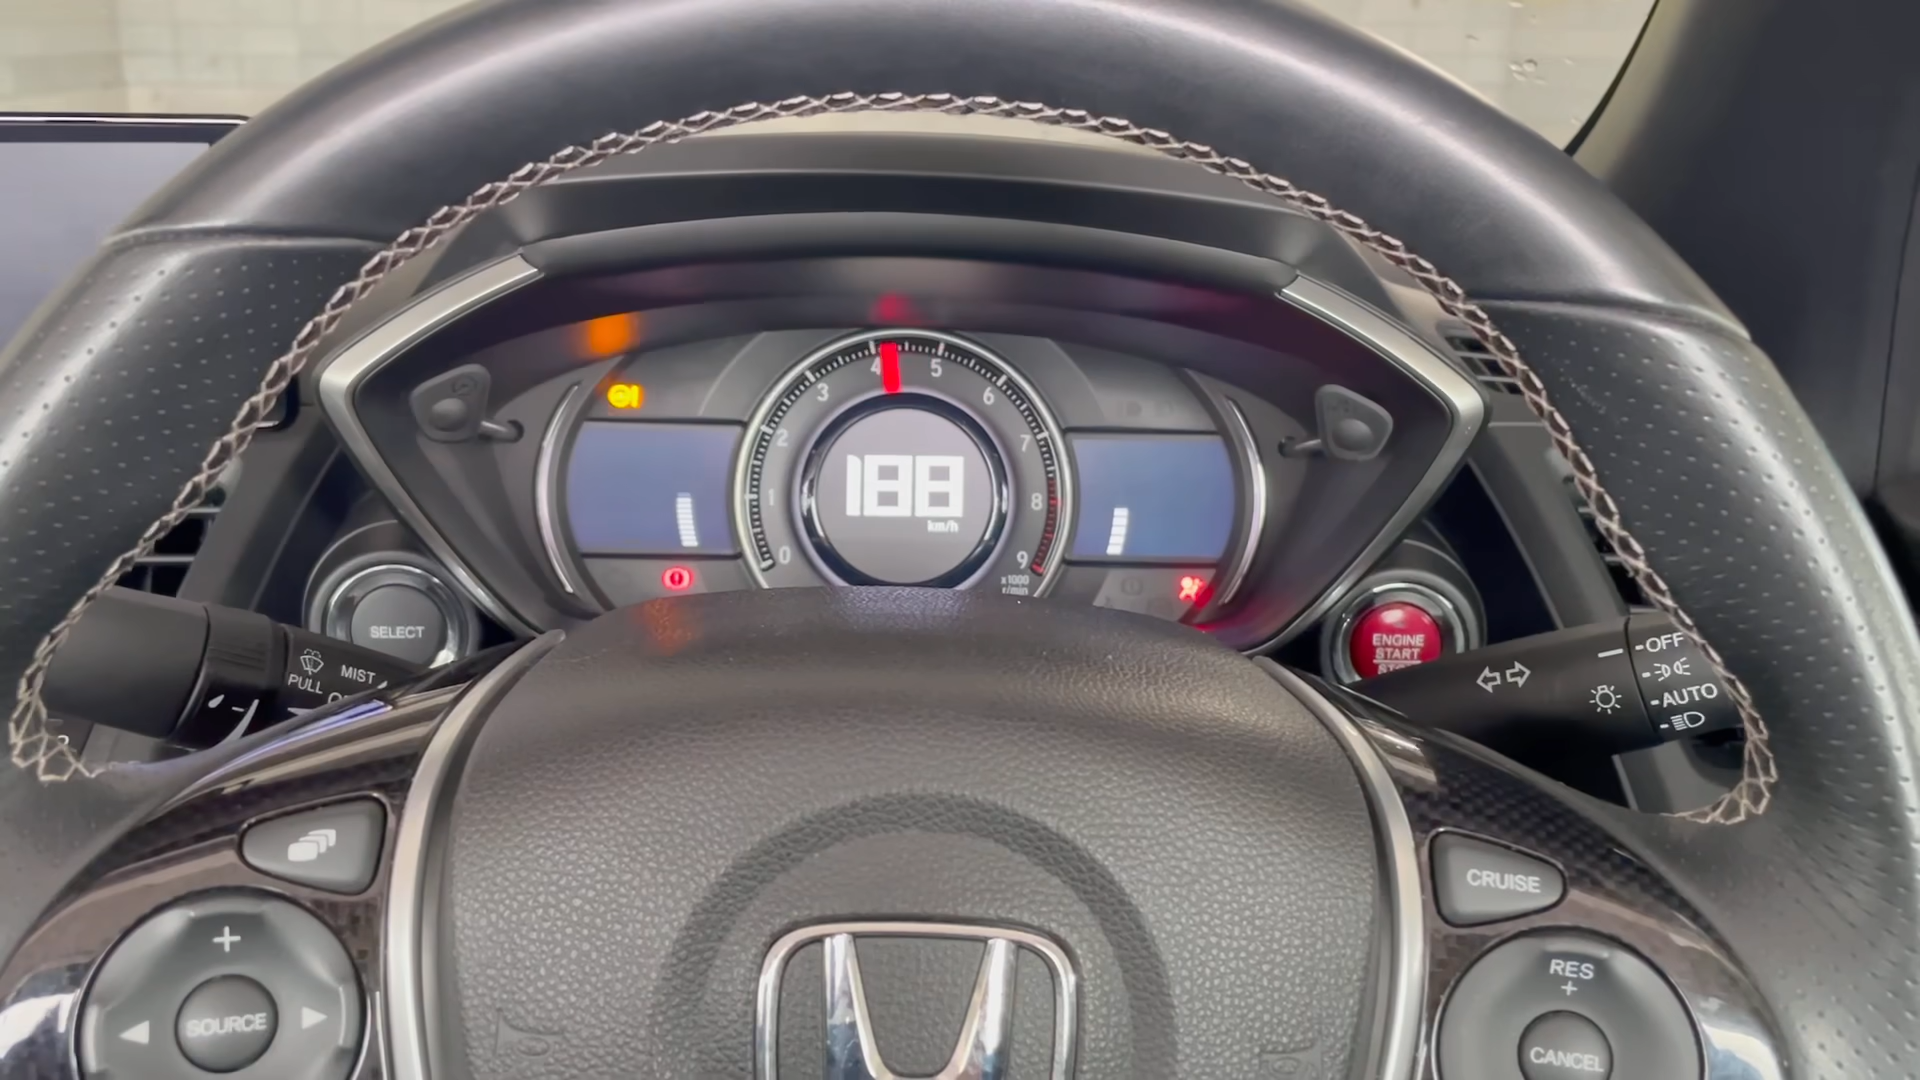 3
4
5
2
6
7
1
8
0
9
188
km/h
x1000
r/min
SELECT
MIST
PULL
ENGINE
START
OFF
AUTO
CRUISE
+
SOURCE
RES
+
CANCEL